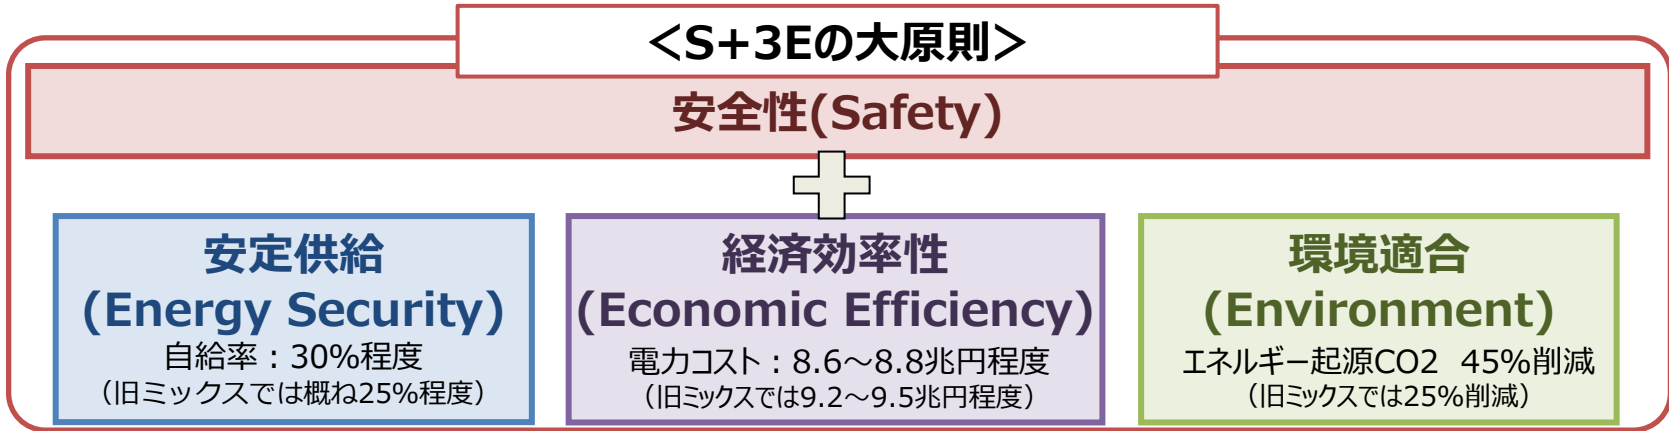 ＜S+3Eの大原則＞
安全性(Safety)
安定供給
(Energy Security)
自給率：30%程度
（旧ミックスでは概ね25%程度）
経済効率性
(Economic Efficiency)
電力コスト：8.6～8.8兆円程度
（旧ミックスでは9.2～9.5兆円程度）
環境適合
(Environment)
エネルギー起源CO2 45%削減
（旧ミックスでは25%削減）